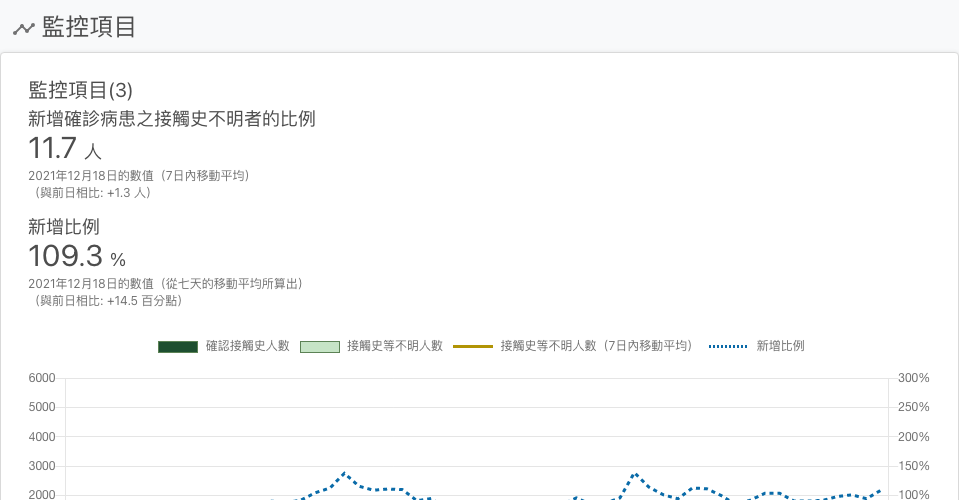 監控項目
監控項目(3)
新增確診病患之接觸史不明者的比例
11.7 人
2021年12月18日的數值（7日內移動平均）
（與前日相比: +1.3 人）
新增比例
109.3 %
2021年12月18日的數值（從七天的移動平均所算出）
（與前日相比: +14.5 百分點）
確認接觸史人數 接觸史等不明人數 接觸史等不明人數（7日內移動平均） 新增比例
6000 300%
5000 250%
4000 200%
3000 150%
2000 100%